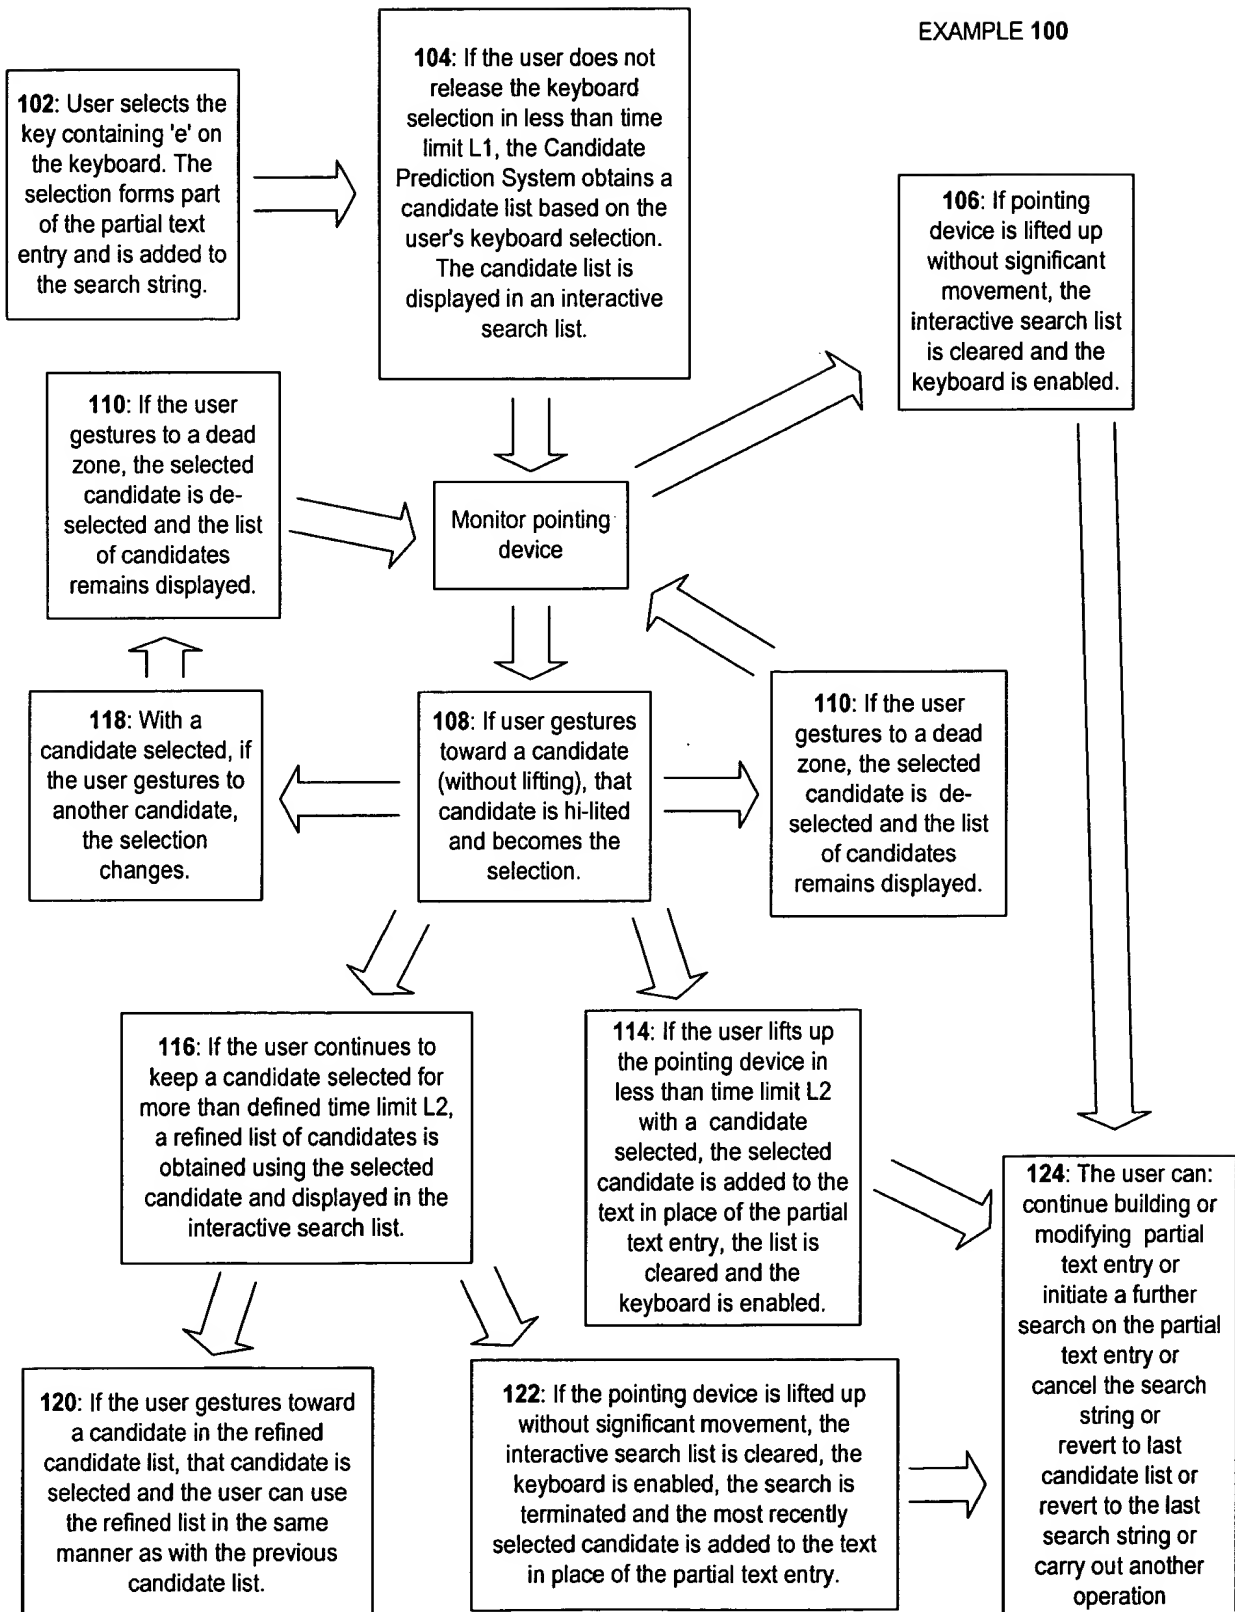 EXAMPLE 100
102: User selects the
key containing 'e' on
the keyboard. The
selection forms part
of the partial text
entry and is added to
the search string.
104: If the user does not
release the keyboard
selection in less than time
limit L1, the Candidate
Prediction System obtains a
candidate list based on the
user's keyboard selection.
The candidate list is
displayed in an interactive
search list.
106: If pointing
device is lifted up
without significant
movement, the
interactive search list
is cleared and the
keyboard is enabled.
110: If the user
gestures to a dead
zone, the selected
candidate is de-
selected and the list
of candidates
remains displayed.
Monitor pointing
device
118: With a
candidate selected, if
the user gestures to
another candidate,
the selection
changes.
108: If user gestures
toward a candidate
(without lifting), that
candidate is hi-lited
and becomes the
selection.
110: If the user
gestures to a dead
zone, the selected
candidate is de-
selected and the list
of candidates
remains displayed.
116: If the user continues to
keep a candidate selected for
more than defined time limit L2,
a refined list of candidates is
obtained using the selected
candidate and displayed in the
interactive search list.
114: If the user lifts up
the pointing device in
less than time limit L2
with a candidate
selected, the selected
candidate is added to the
text in place of the partial
text entry, the list is
cleared and the
keyboard is enabled.
124: The user can:
continue building or
modifying partial
text entry or
initiate a further
search on the partial
text entry or
cancel the search
string or
revert to last
candidate list or
revert to the last
search string or
carry out another
operation
120: If the user gestures toward
a candidate in the refined
candidate list, that candidate is
selected and the user can use
the refined list in the same
manner as with the previous
candidate list.
122: If the pointing device is lifted up
without significant movement, the
interactive search list is cleared, the
keyboard is enabled, the search is
terminated and the most recently
selected candidate is added to the text
in place of the partial text entry.